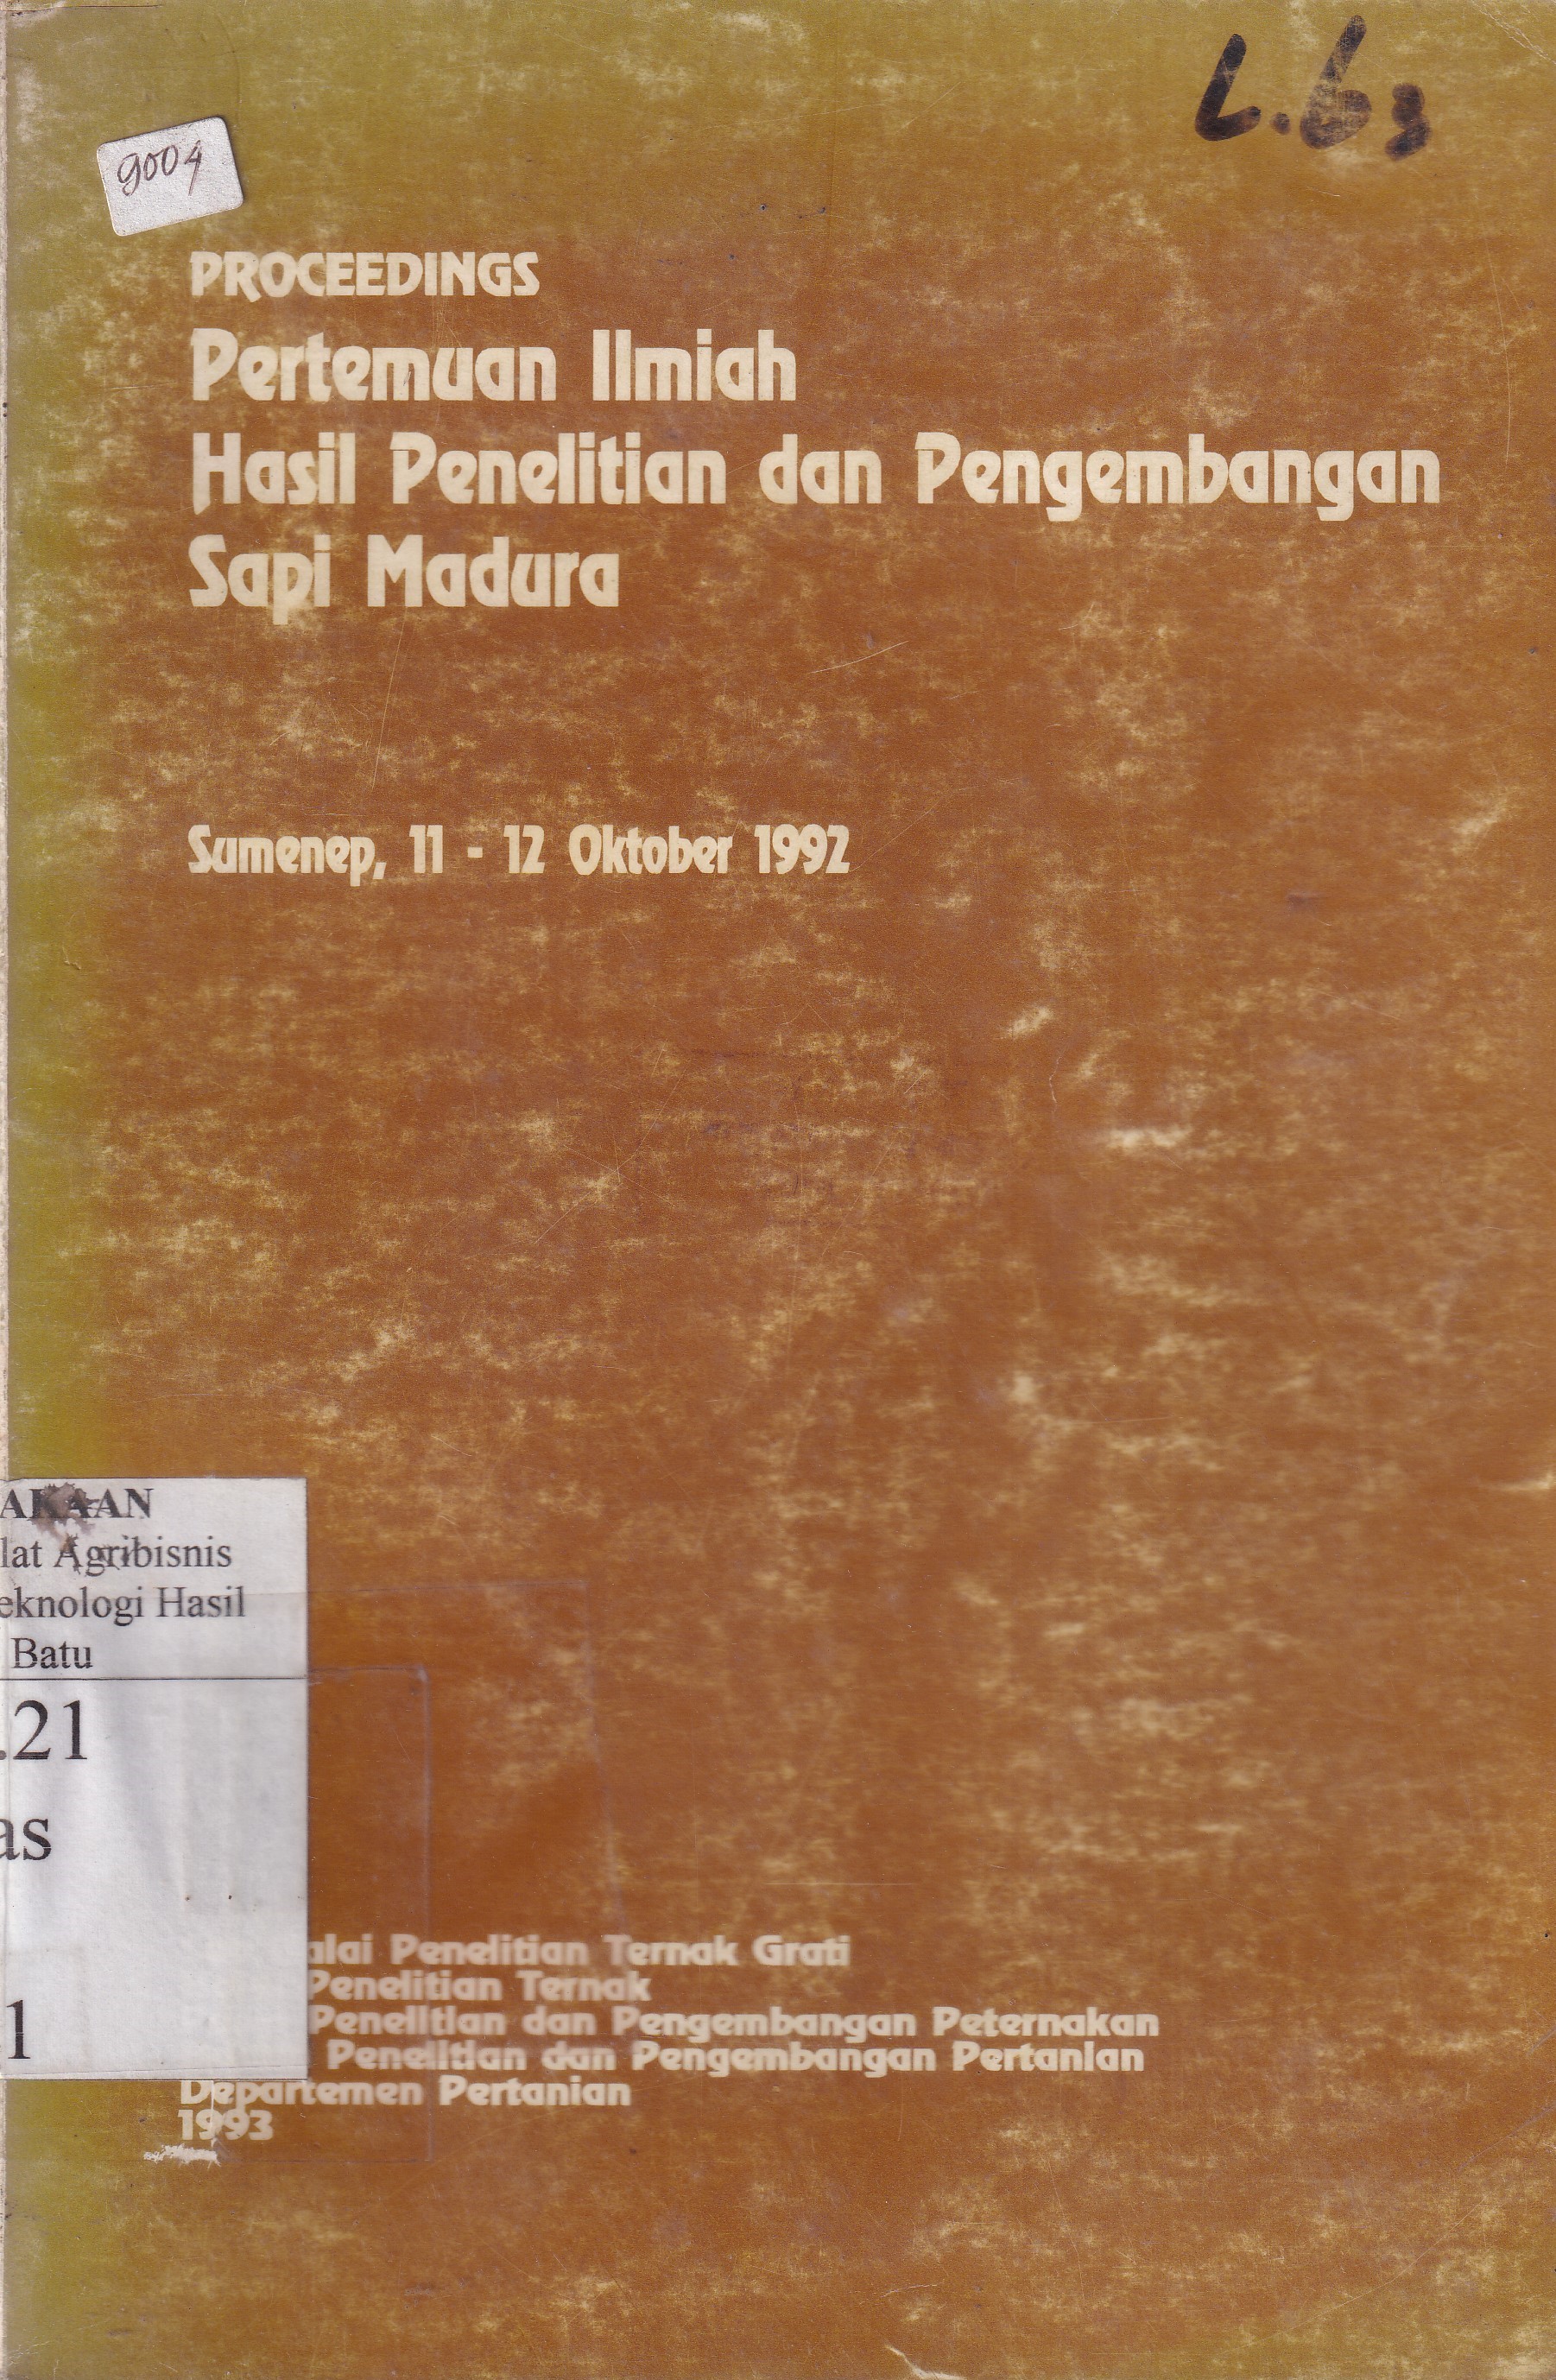 L.63
9004
PROCEEDINGS
Pertemuan Ilmiah
Hasil Penelitian dan Pengembangan
Sapi Madura
Sumenep, 11 - 12 Oktober 1992
AKAAN
lat Agribisnis
eknologi Hasil
Batu
.21
as
1
alai Penelitian Ternak Grati
Penelitian Ternak
Penelitian dan Pengembangan Peternakan
Penelitian dan Pengembangan Pertanian
Departemen Pertanian
1993